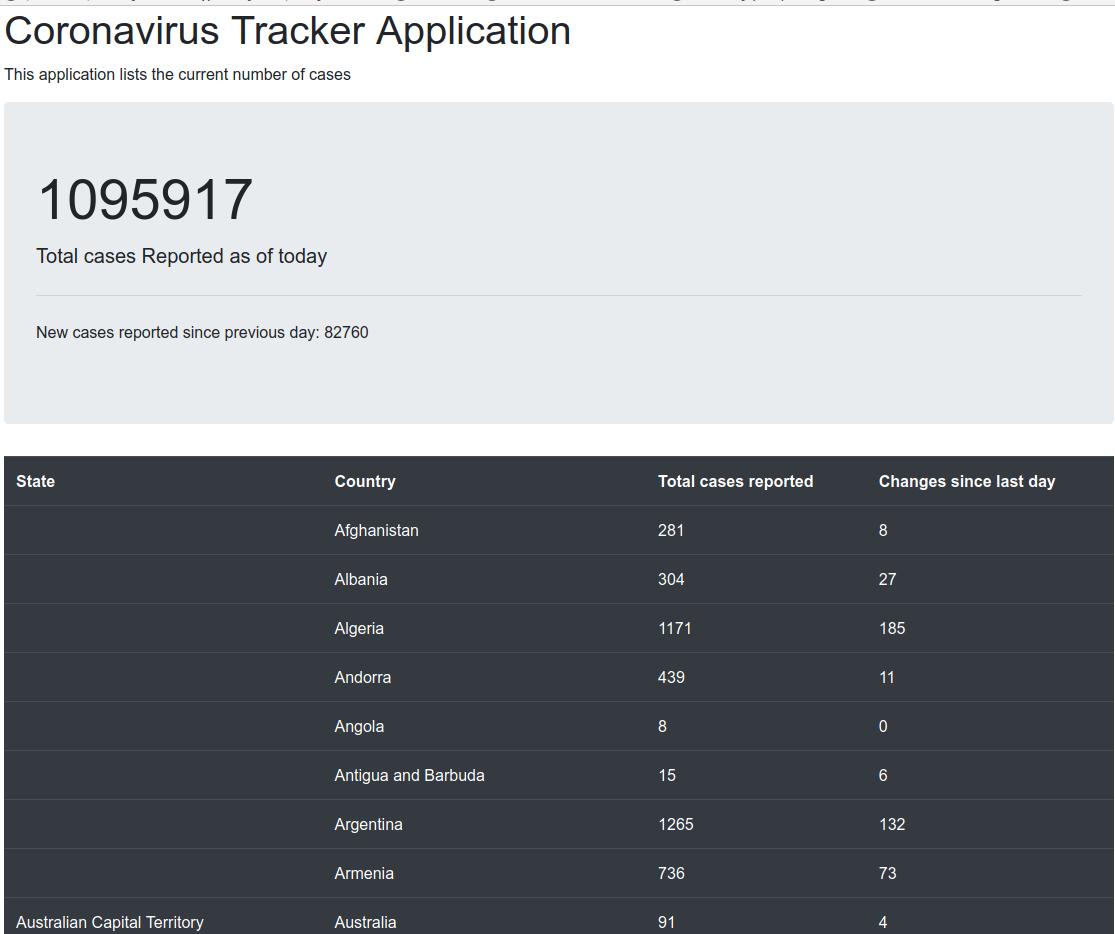 Coronavirus Tracker Application
This application lists the current number of cases
1095917
Total cases Reported as of today
New cases reported since previous day: 82760
State Country Total cases reported Changes since last day
Afghanistan 281 8
Albania 304 27
Algeria 1171 185
Andorra 439 11
Angola 8 0
Antigua and Barbuda 15 6
Argentina 1265 132
Armenia 736 73
Australian Capital Territory Australia 91 4